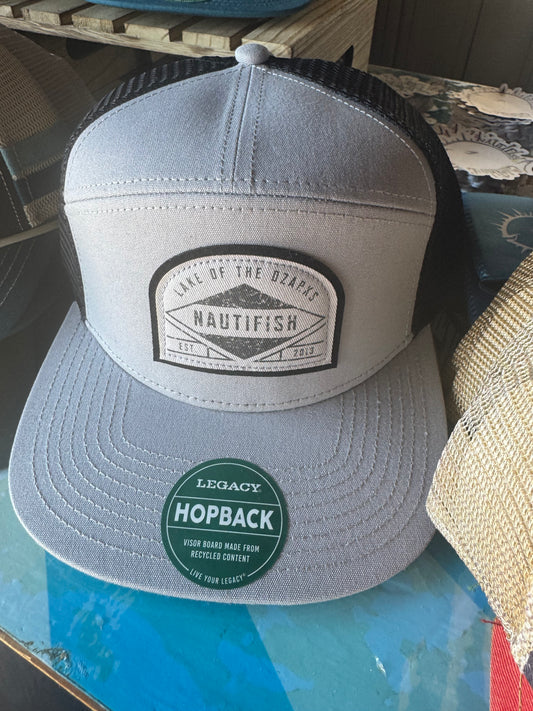 LAKE OF THE OZARKS
NAUTIFISH
EST 2013
LEGACY
HOPBACK
VISOR BOARD MADE FROM
RECYCLED CONTENT
LIVE YOUR LEGACY®